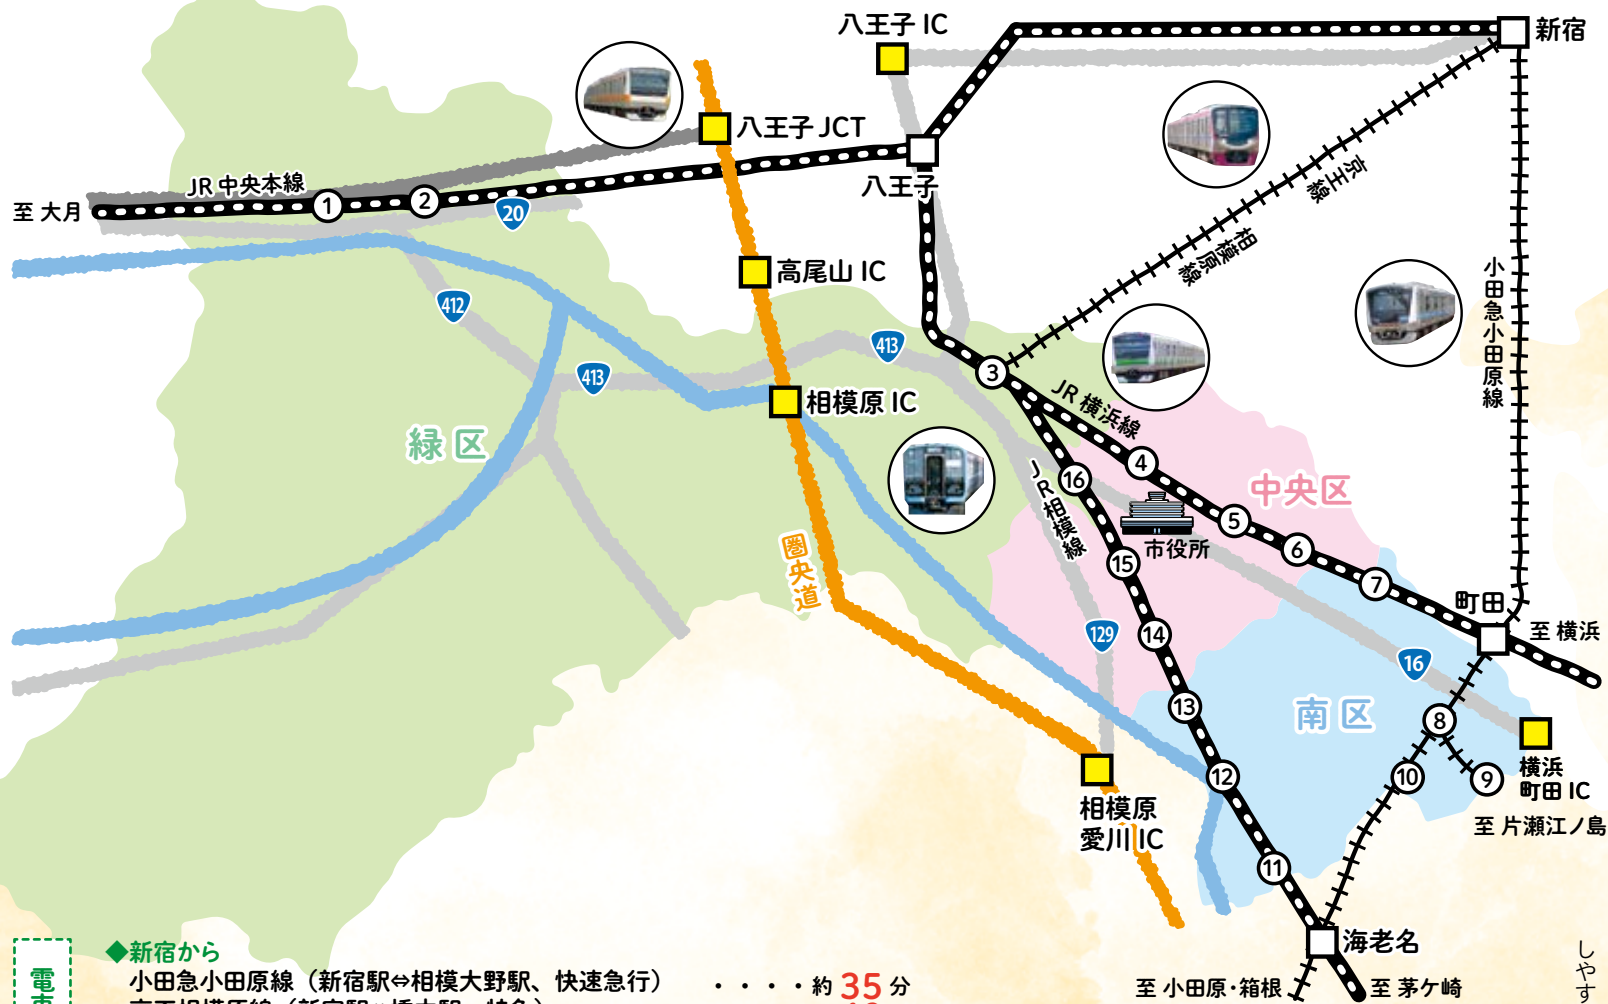 八王子 IC
新宿
八王子 JCT
八王子
JR 中央本線
至 大月
1
2
20
京王線
相模原線
高尾山 IC
小田急小田原線
412
413
413
3
JR 横浜線
相模原 IC
緑 区
4
16
JR相模線
中央区
5
市役所
6
圏央道
15
7
町田
至 横浜
129
14
16
13
南 区
8
横浜
町田 IC
12
10
9
相模原
愛川 IC
至 片瀬江ノ島
11
海老名
至 小田原・箱根
至 茅ケ崎
しやす
電車
◆新宿から
小田急小田原線（新宿駅⇔相模大野駅、快速急行）
・・・・約 35 分